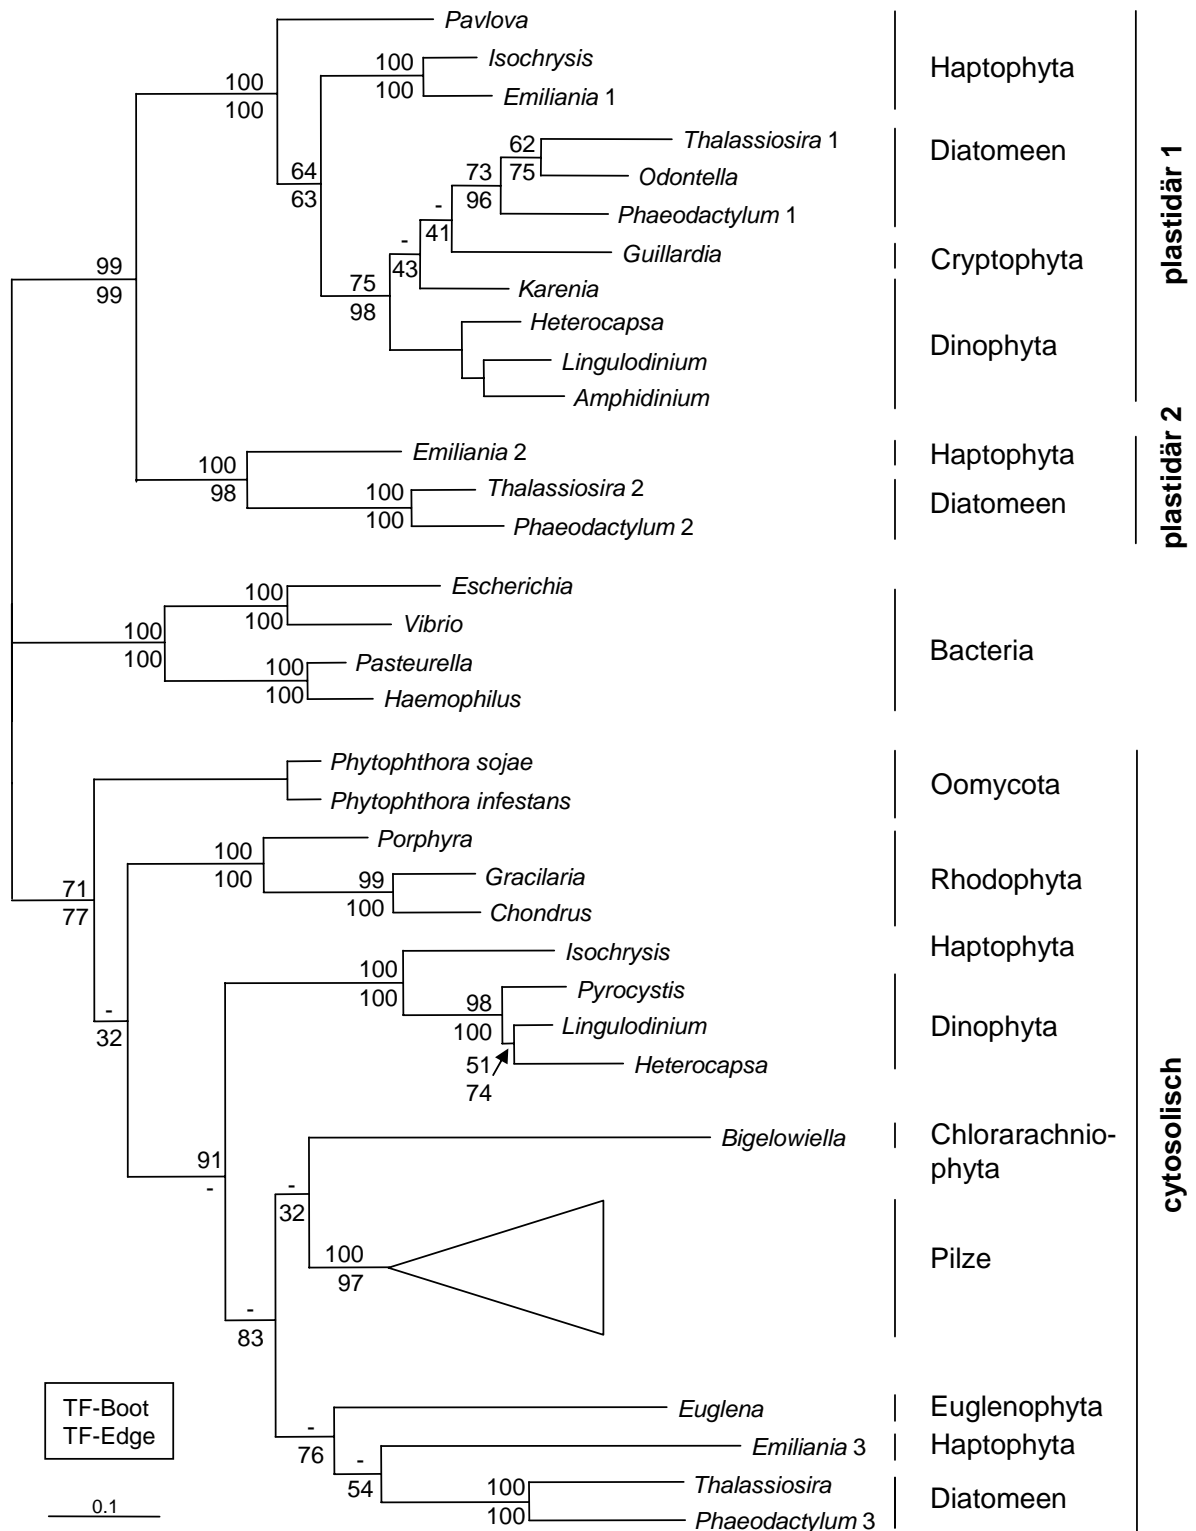 Pavlova
Isochrysis
100
100
Emiliania 1
Haptophyta
100
100
Thalassiosira 1
62
75
Odontella
Diatomeen
73
96
Phaeodactylum 1
64
63
-
41
Guillardia
Cryptophyta
-
43
Karenia
75
98
Heterocapsa
Lingulodinium
Amphidinium
Dinophyta
plastidär 1
99
99
Emiliania 2
Haptophyta
100
98
Thalassiosira 2
100
100
Phaeodactylum 2
Diatomeen
plastidär 2
Escherichia
100
100
Vibrio
100
100
Pasteurella
100
100
Haemophilus
Bacteria
Phytophthora sojae
Phytophthora infestans
Oomycota
Porphyra
100
100
Gracilaria
99
100
Chondrus
Rhodophyta
71
77
Isochrysis
Haptophyta
100
100
Pyrocystis
98
100
Lingulodinium
Dinophyta
-
32
51
74
Heterocapsa
Bigelowiella
Chlorarachnio-
phyta
91
-
-
32
100
97
Pilze
cytosolisch
-
83
Euglena
Euglenophyta
-
76
Emiliania 3
Haptophyta
-
54
Thalassiosira
100
100
Phaeodactylum 3
Diatomeen
TF-Boot
TF-Edge
0.1